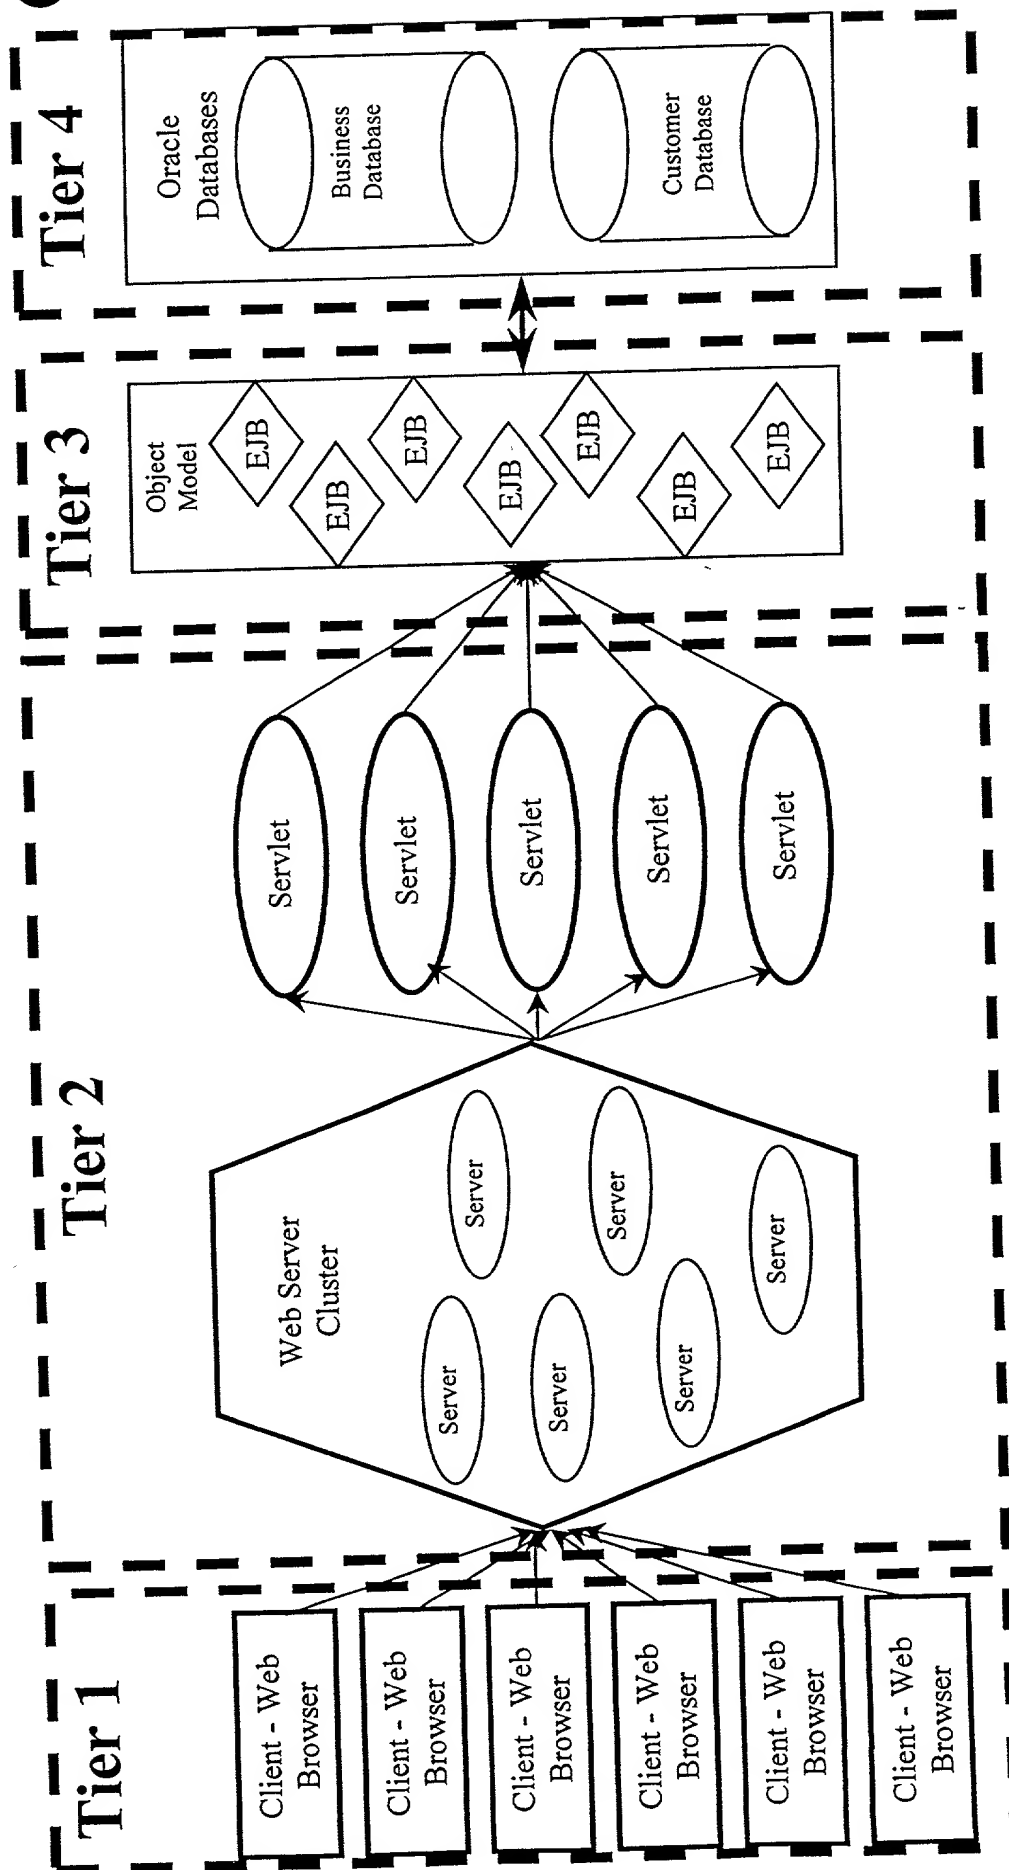 Tier 1
Client - Web
Browser
Client - Web
Browser
Client - Web
Browser
Client - Web
Browser
Client - Web
Browser
Client - Web
Browser
Tier 2
Web Server
Cluster
Server
Server
Server
Server
Server
Server
Servlet
Servlet
Servlet
Servlet
Servlet
Tier 3
Object
Model
EJB
EJB
EJB
EJB
EJB
EJB
EJB
Tier 4
Oracle
Databases
Business
Database
Customer
Database